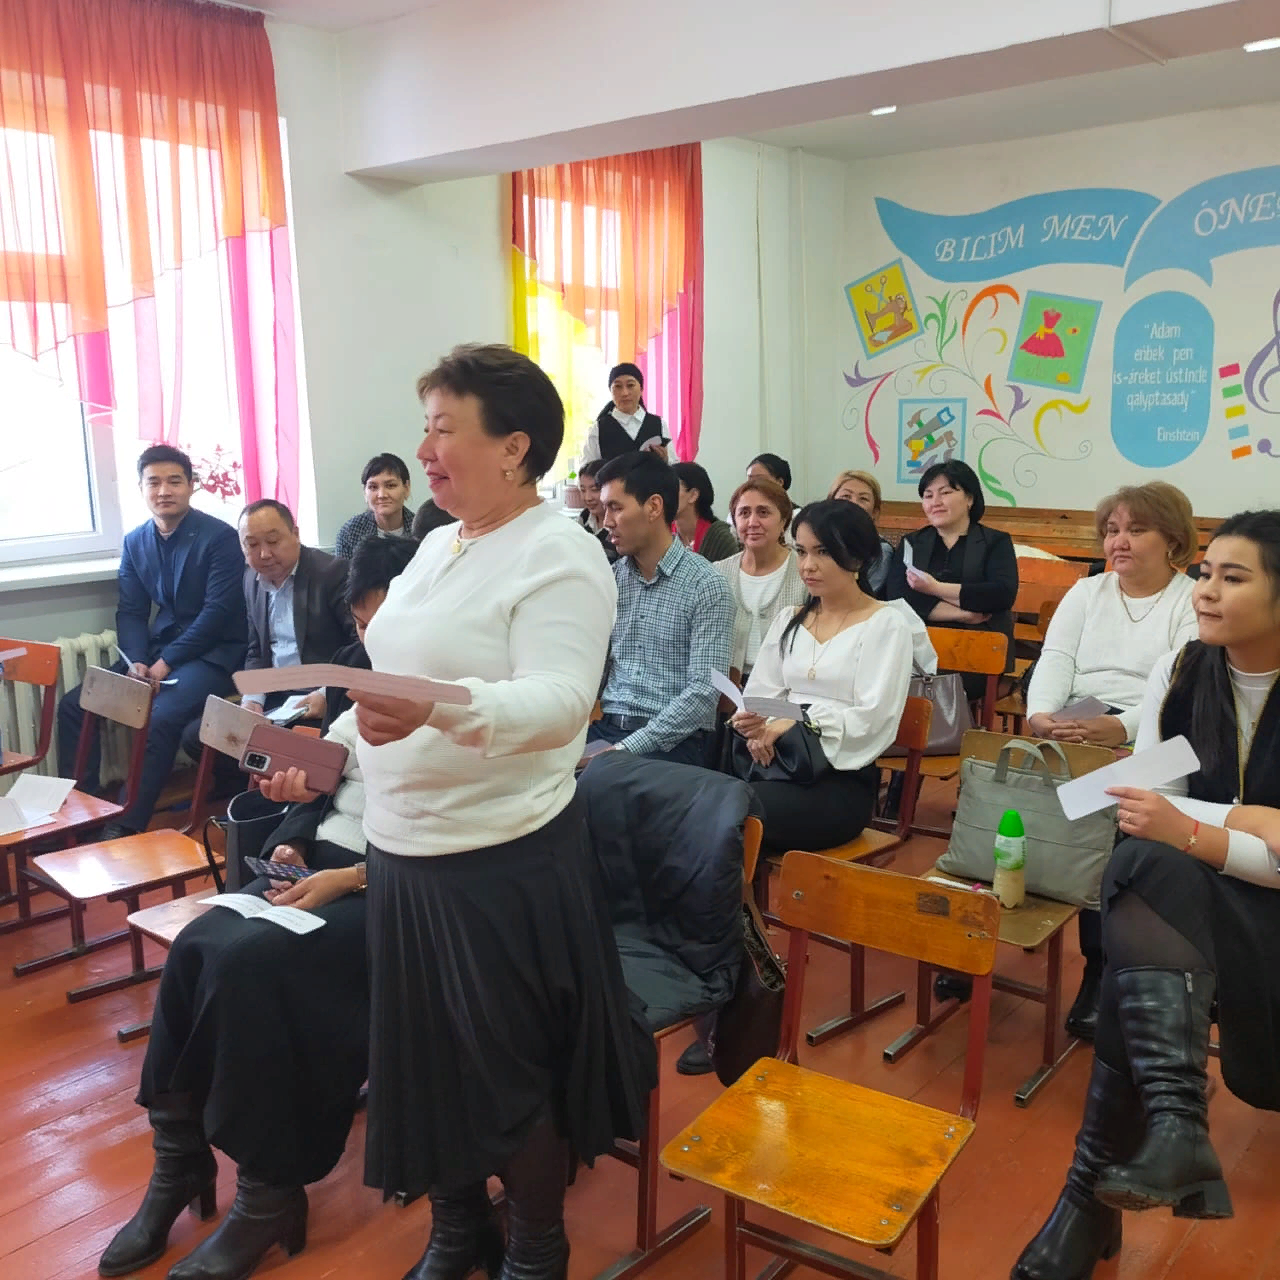 BILIM MEN
ÓNE
"Adam
eńbek pen
is-áreket ústinde
qalyptasady"
Einshtein